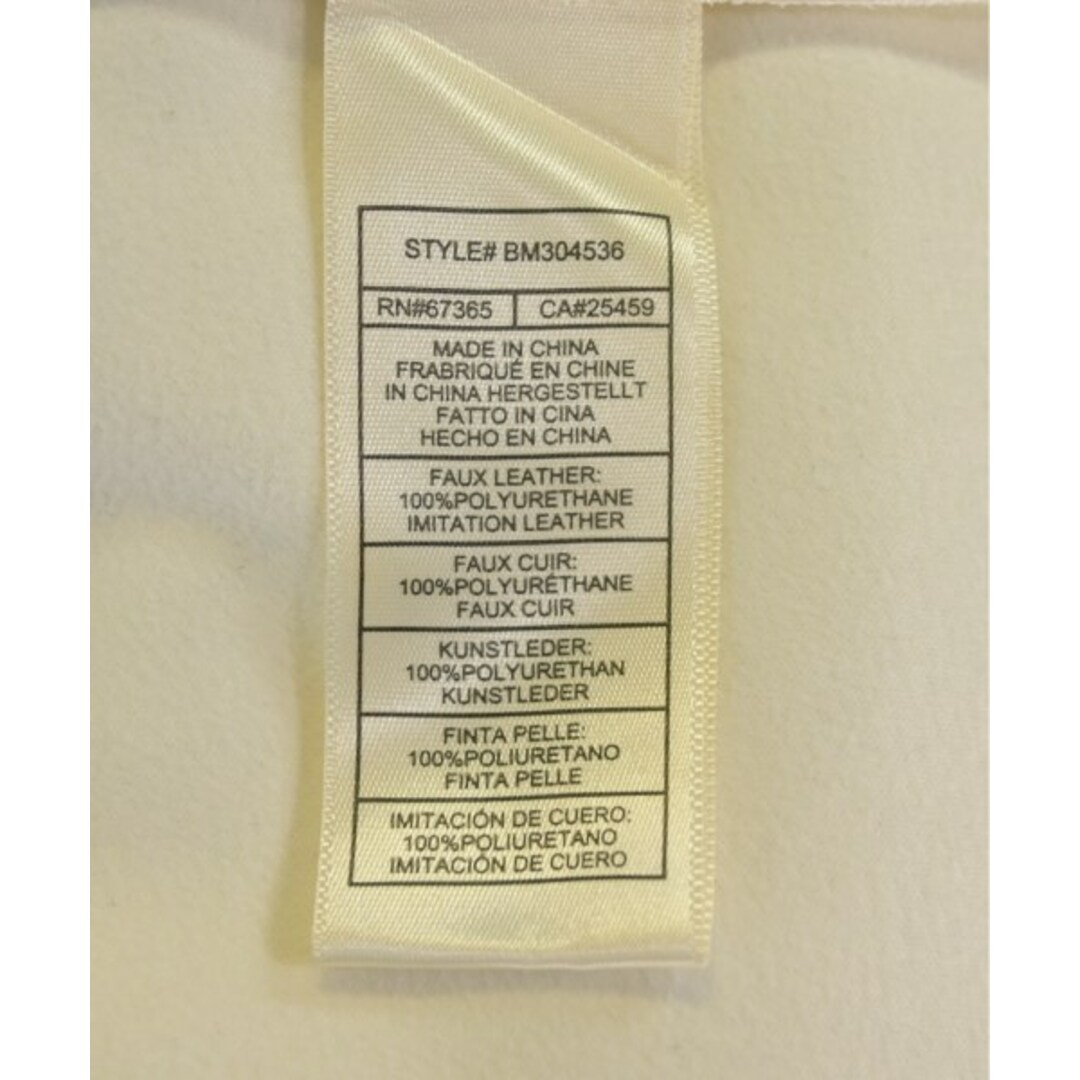 STYLE# BM304536
RN#67365 CA#25459
MADE IN CHINA
FRABRIQUÉ EN CHINE
IN CHINA HERGESTELLT
FATTO IN CINA
HECHO EN CHINA
FAUX LEATHER:
100%POLYURETHANE
IMITATION LEATHER
FAUX CUIR:
100%POLYURÉTHANE
FAUX CUIR
KUNSTLEDER:
100%POLYURETHAN
KUNSTLEDER
FINTA PELLE:
100%POLIURETANO
FINTA PELLE
IMITACIÓN DE CUERO:
100%POLIURETANO
IMITACIÓN DE CUERO